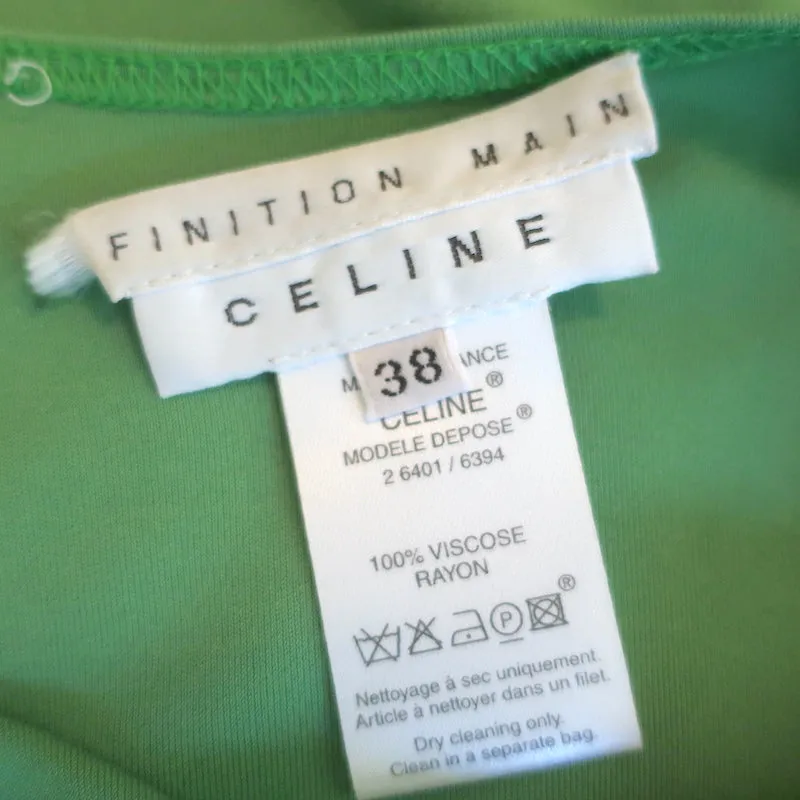 FINITION MAIN
CELINE
38
ANCE
CELINE®
MODELE DEPOSE®
2 6401 / 6394
100% VISCOSE
RAYON
P ®
Nettoyage à sec uniquement.
Article à nettoyer dans un filet.
Dry cleaning only.
Clean in a separate bag.